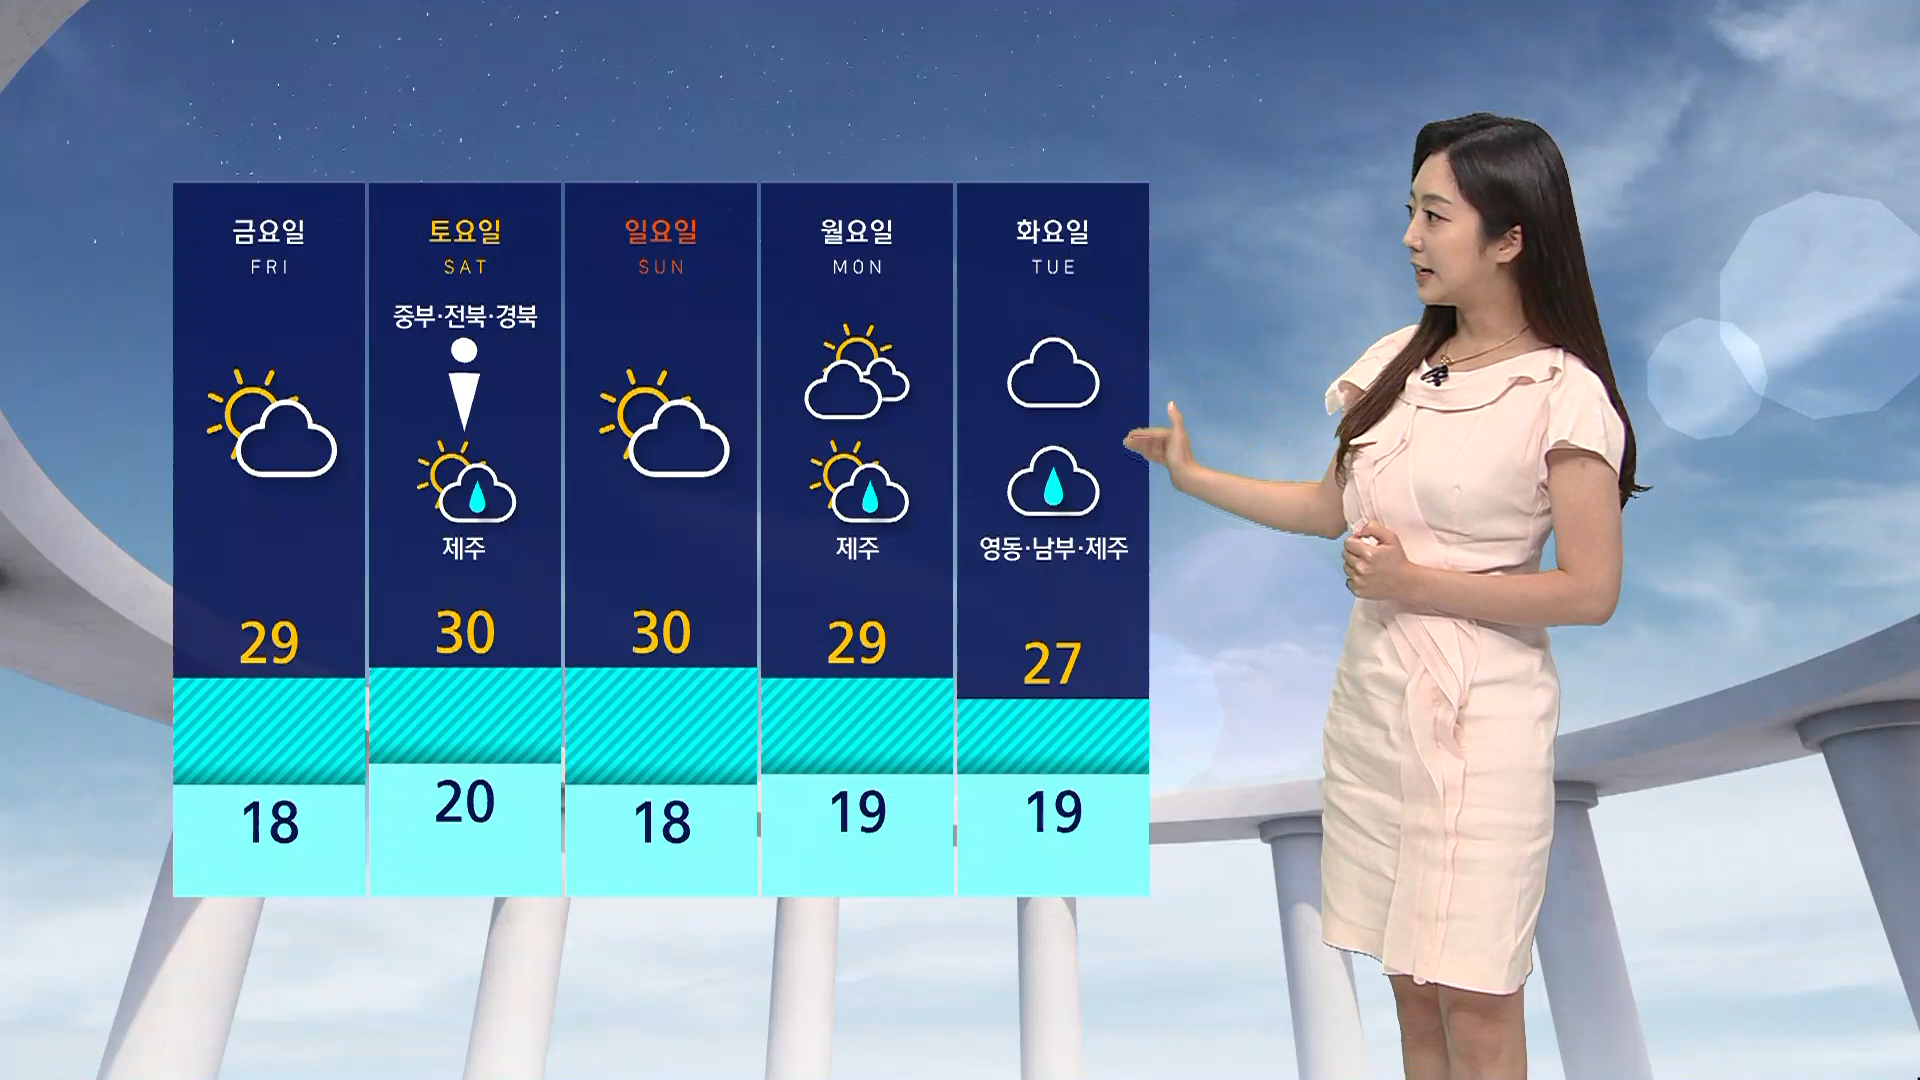 금요일
FRI
29
18
토요일
SAT
중부·전북·경북
제주
30
20
일요일
SUN
30
18
월요일
MON
제주
29
19
화요일
TUE
영동·남부·제주
27
19